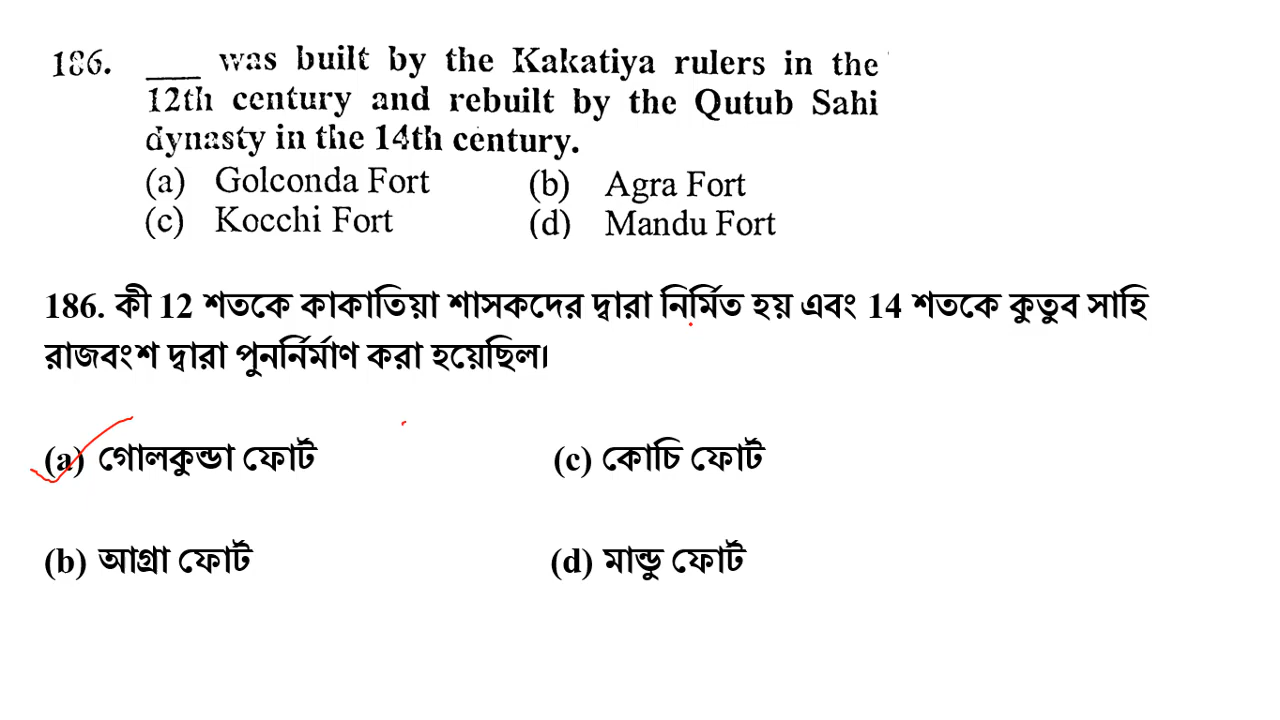 186. ___ was built by the Kakatiya rulers in the
12th century and rebuilt by the Qutub Sahi
dynasty in the 14th century.
(a) Golconda Fort (b) Agra Fort
(c) Kocchi Fort (d) Mandu Fort
186. কী 12 শতকে কাকাতিয়া শাসকদের দ্বারা নির্মিত হয় এবং 14 শতকে কুতুব সাহি
রাজবংশ দ্বারা পুনর্নির্মাণ করা হয়েছিল।
(a) গোলকুন্ডা ফোর্ট (c) কোচি ফোর্ট
(b) আগ্রা ফোর্ট (d) মান্ডু ফোর্ট